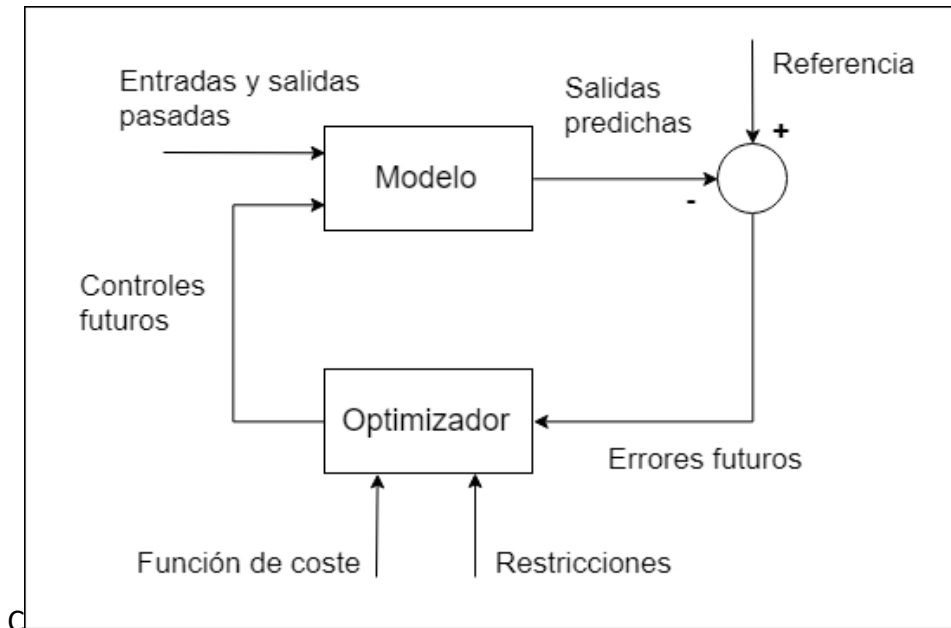 Entradas y salidas
pasadas
Salidas
predichas
Referencia
+
Modelo
-
Controles
futuros
Optimizador
Errores futuros
Función de coste
Restricciones
C